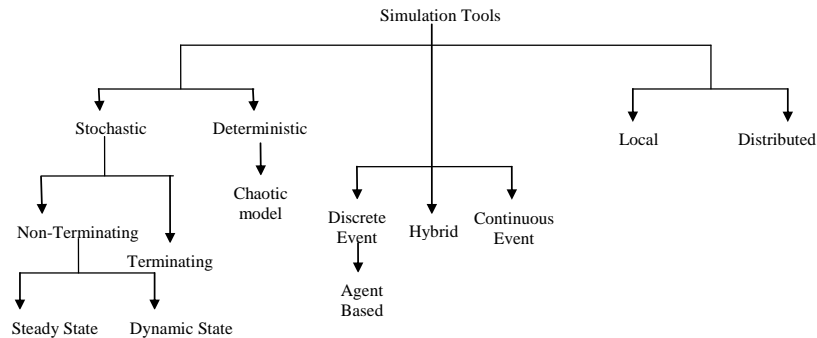 Simulation Tools
Stochastic
Deterministic
Local
Distributed
Chaotic
model
Discrete
Event
Hybrid
Continuous
Event
Non-Terminating
Terminating
Agent
Based
Steady State
Dynamic State